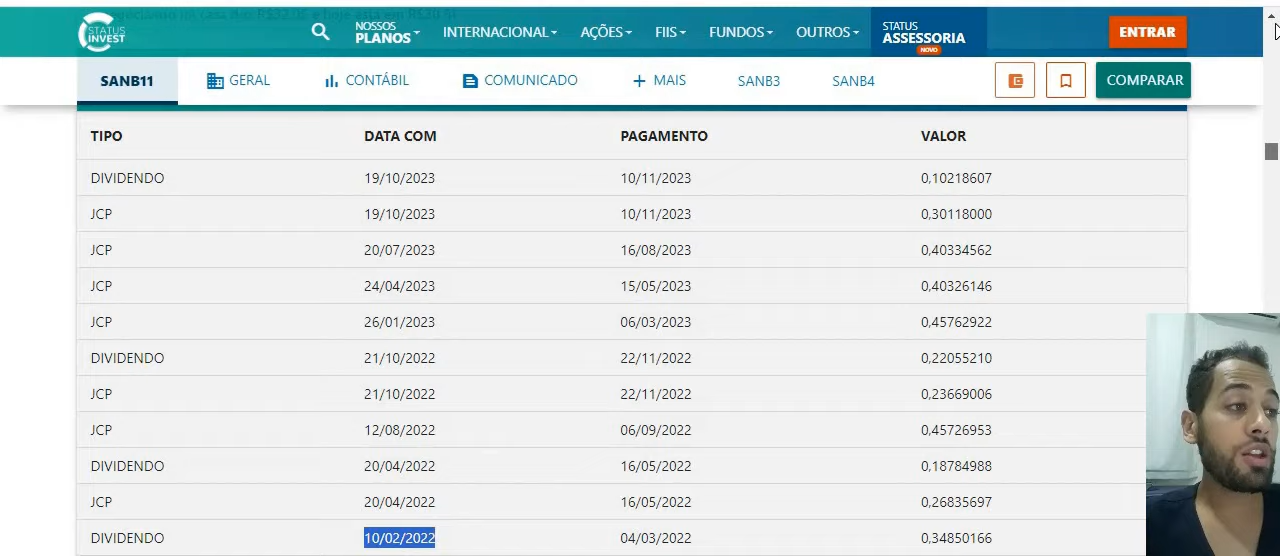 STATUS
INVEST
NOSSOS
PLANOS
INTERNACIONAL
AÇÕES
FIIS
FUNDOS
OUTROS
STATUS
ASSESSORIA
NOVO
ENTRAR
SANB11 GERAL CONTÁBIL COMUNICADO + MAIS SANB3 SANB4 COMPARAR
TIPO DATA COM PAGAMENTO VALOR
DIVIDENDO 19/10/2023 10/11/2023 0,10218607
JCP 19/10/2023 10/11/2023 0,30118000
JCP 20/07/2023 16/08/2023 0,40334562
JCP 24/04/2023 15/05/2023 0,40326146
JCP 26/01/2023 06/03/2023 0,45762922
DIVIDENDO 21/10/2022 22/11/2022 0,22055210
JCP 21/10/2022 22/11/2022 0,23669006
JCP 12/08/2022 06/09/2022 0,45726953
DIVIDENDO 20/04/2022 16/05/2022 0,18784988
JCP 20/04/2022 16/05/2022 0,26835697
DIVIDENDO 10/02/2022 04/03/2022 0,34850166